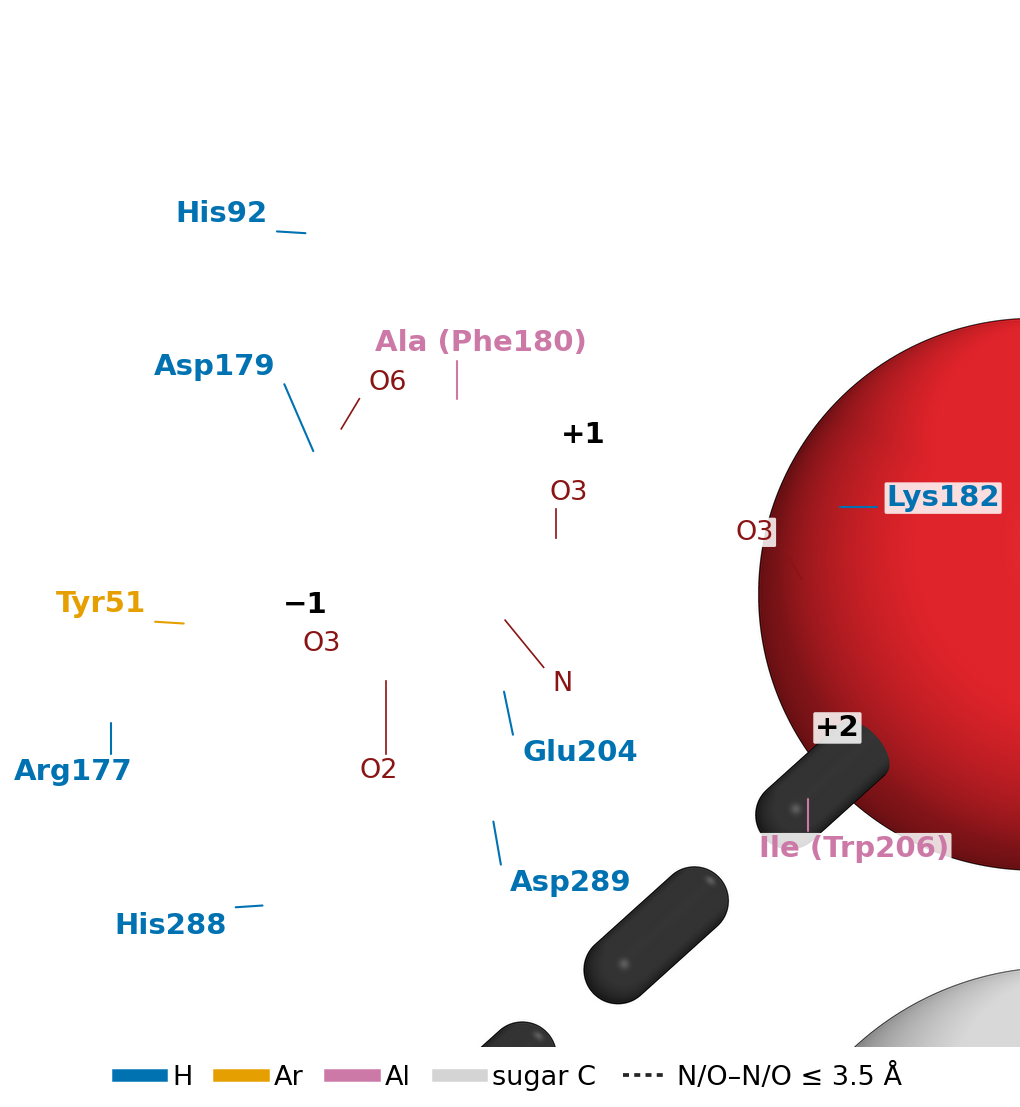 His92
Ala (Phe180)
Asp179
O6
+1
O3
Lys182
O3
Tyr51
−1
O3
N
+2
Glu204
Arg177
O2
Ile (Trp206)
Asp289
His288
H
Ar
Al
sugar C
N/O–N/O ≤ 3.5 Å